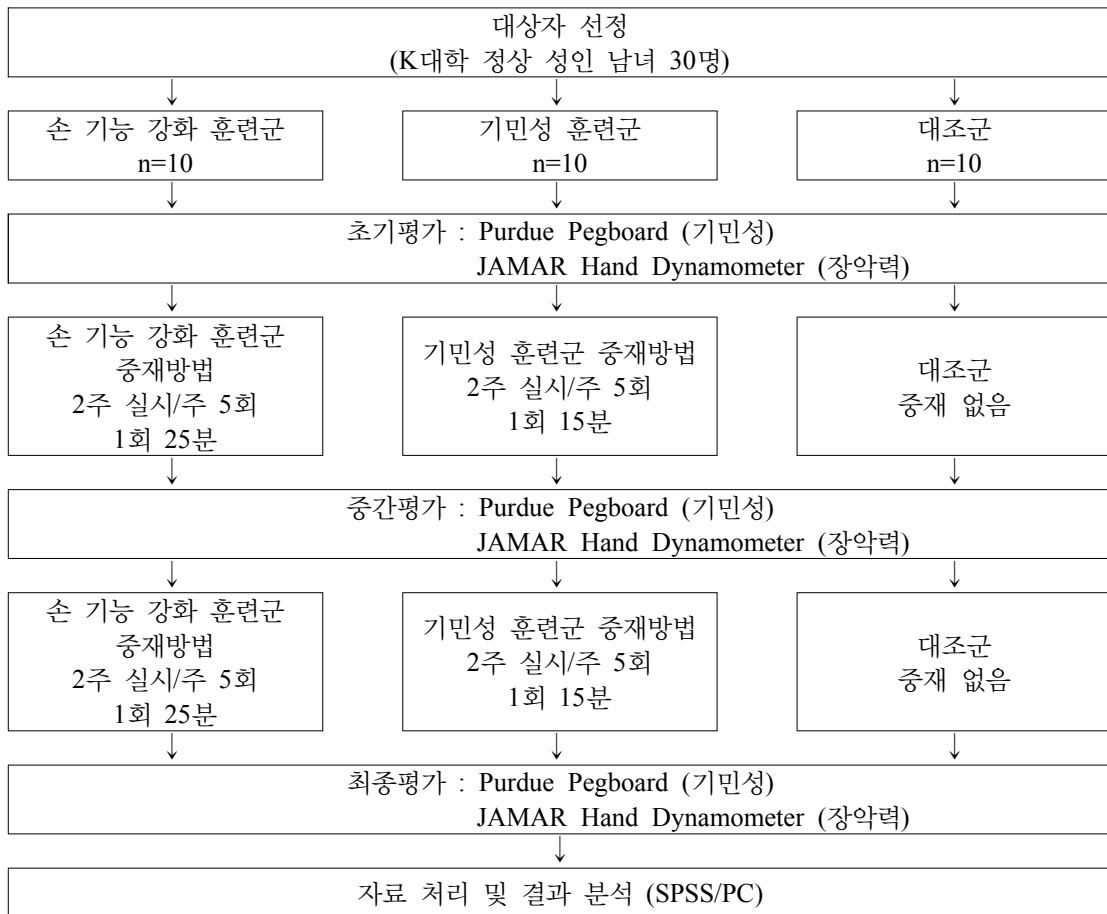 대상자 선정
(K대학 정상 성인 남녀 30명)
손 기능 강화 훈련군
n=10
기민성 훈련군
n=10
대조군
n=10
초기평가 : Purdue Pegboard (기민성)
JAMAR Hand Dynamometer (장악력)
손 기능 강화 훈련군
중재방법
2주 실시/주 5회
1회 25분
기민성 훈련군 중재방법
2주 실시/주 5회
1회 15분
대조군
중재 없음
중간평가 : Purdue Pegboard (기민성)
JAMAR Hand Dynamometer (장악력)
손 기능 강화 훈련군
중재방법
2주 실시/주 5회
1회 25분
기민성 훈련군 중재방법
2주 실시/주 5회
1회 15분
대조군
중재 없음
최종평가 : Purdue Pegboard (기민성)
JAMAR Hand Dynamometer (장악력)
자료 처리 및 결과 분석 (SPSS/PC)